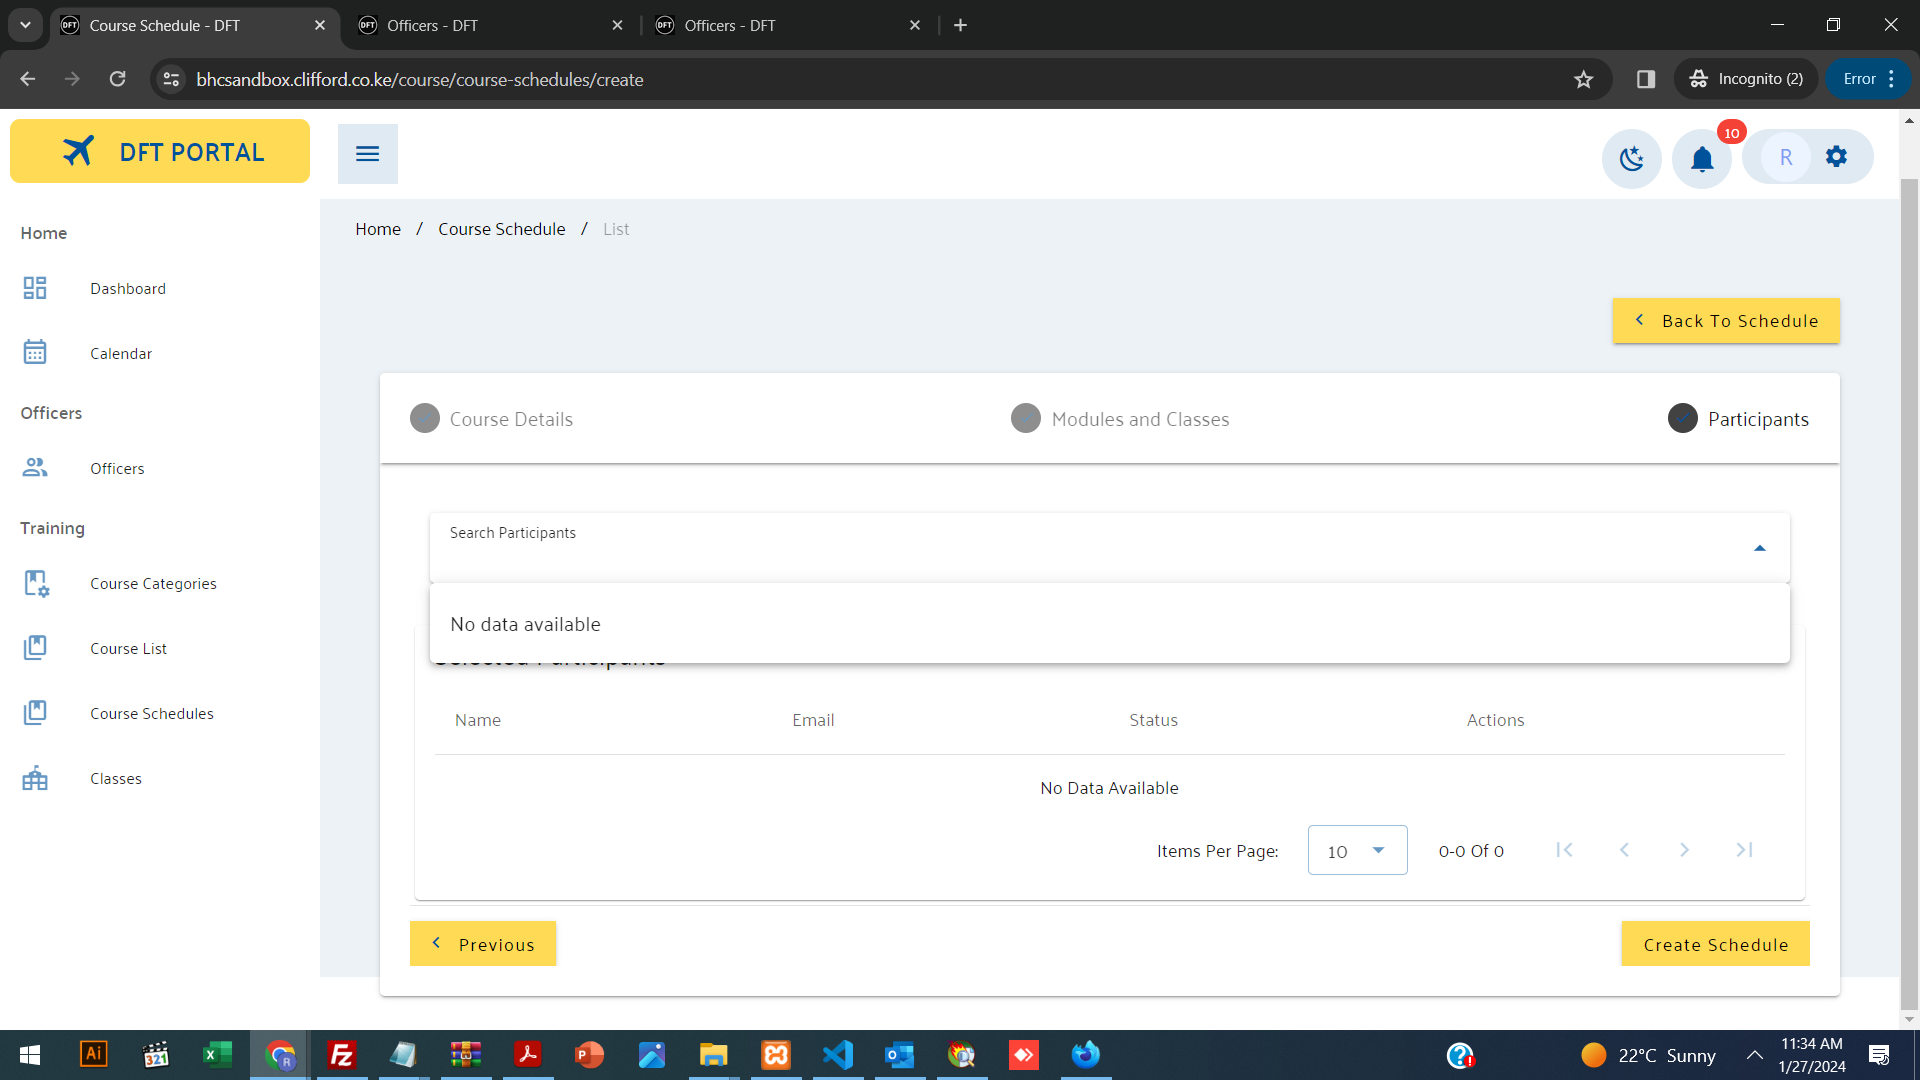 Course Schedule - DFT
Officers - DFT
Officers - DFT
bhcsandbox.clifford.co.ke/course/course-schedules/create
Incognito (2)
Error
DFT PORTAL
10
R
Home / Course Schedule / List
Home
Dashboard
Calendar
Officers
Officers
Training
Course Categories
Course List
Course Schedules
Classes
Back To Schedule
Course Details
Modules and Classes
Participants
Search Participants
No data available
Selected Participants
Name Email Status Actions
No Data Available
Items Per Page: 10 0-0 Of 0
Previous
Create Schedule
22°C Sunny
11:34 AM
1/27/2024